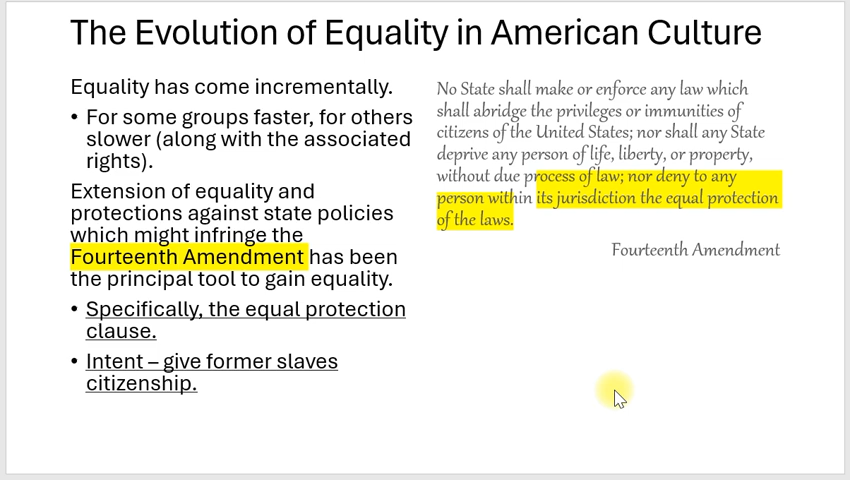 The Evolution of Equality in American Culture
Equality has come incrementally.
• For some groups faster, for others
slower (along with the associated
rights).
Extension of equality and
protections against state policies
which might infringe the
Fourteenth Amendment has been
the principal tool to gain equality.
• Specifically, the equal protection
clause.
• Intent – give former slaves
citizenship.
No State shall make or enforce any law which
shall abridge the privileges or immunities of
citizens of the United States; nor shall any State
deprive any person of life, liberty, or property,
without due process of law; nor deny to any
person within its jurisdiction the equal protection
of the laws.
Fourteenth Amendment